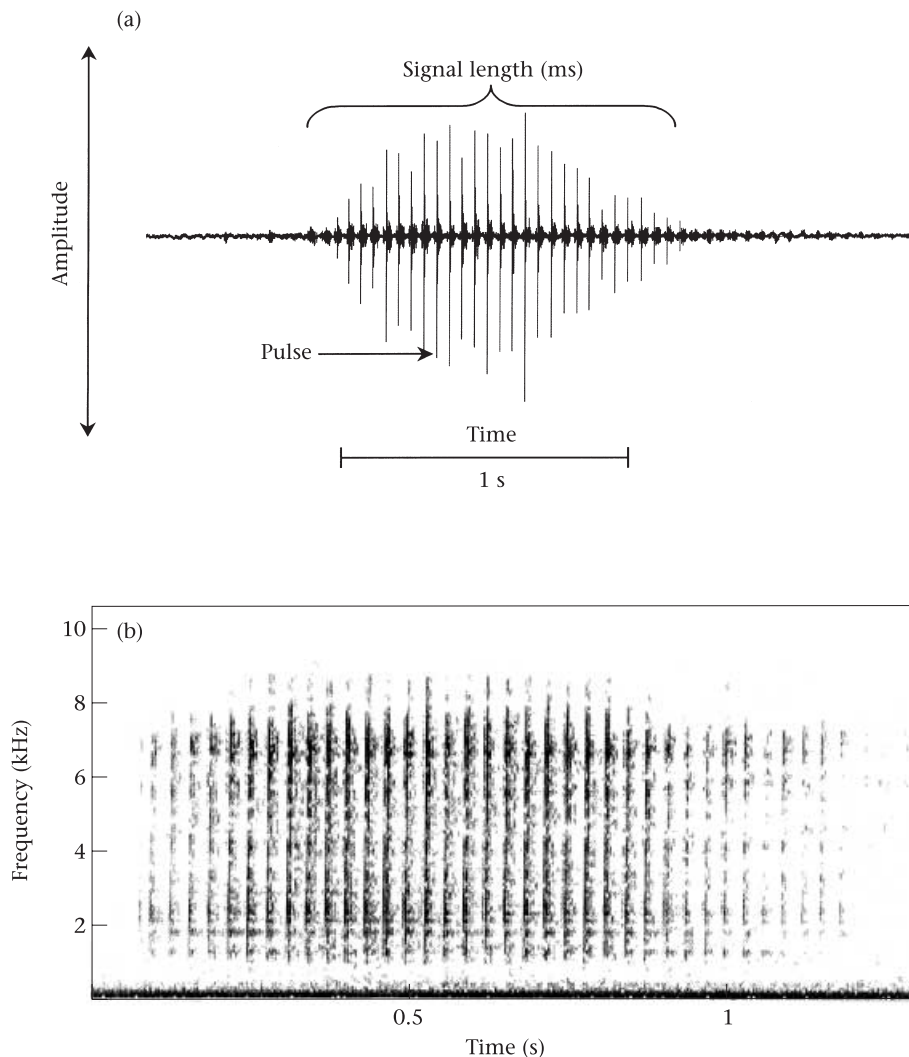 (a)
Signal length (ms)
Amplitude
Pulse
Time
1 s
(b)
10
8
6
4
2
Frequency (kHz)
0.5
1
Time (s)